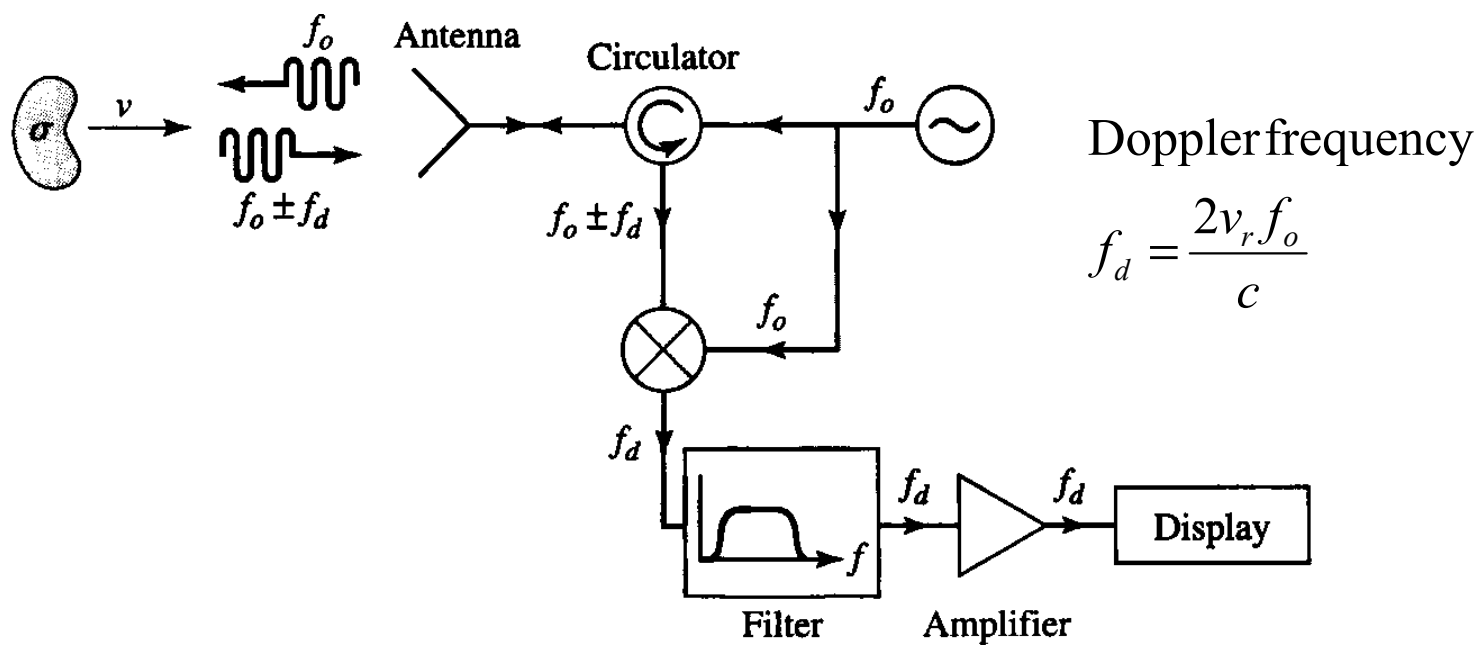 f_o
Antenna
Circulator
f_o
σ
v
f_o ± f_d
f_o ± f_d
f_o
Doppler frequency
f_d = 2v_r f_o / c
f_d
f
f_d
f_d
Display
Filter
Amplifier